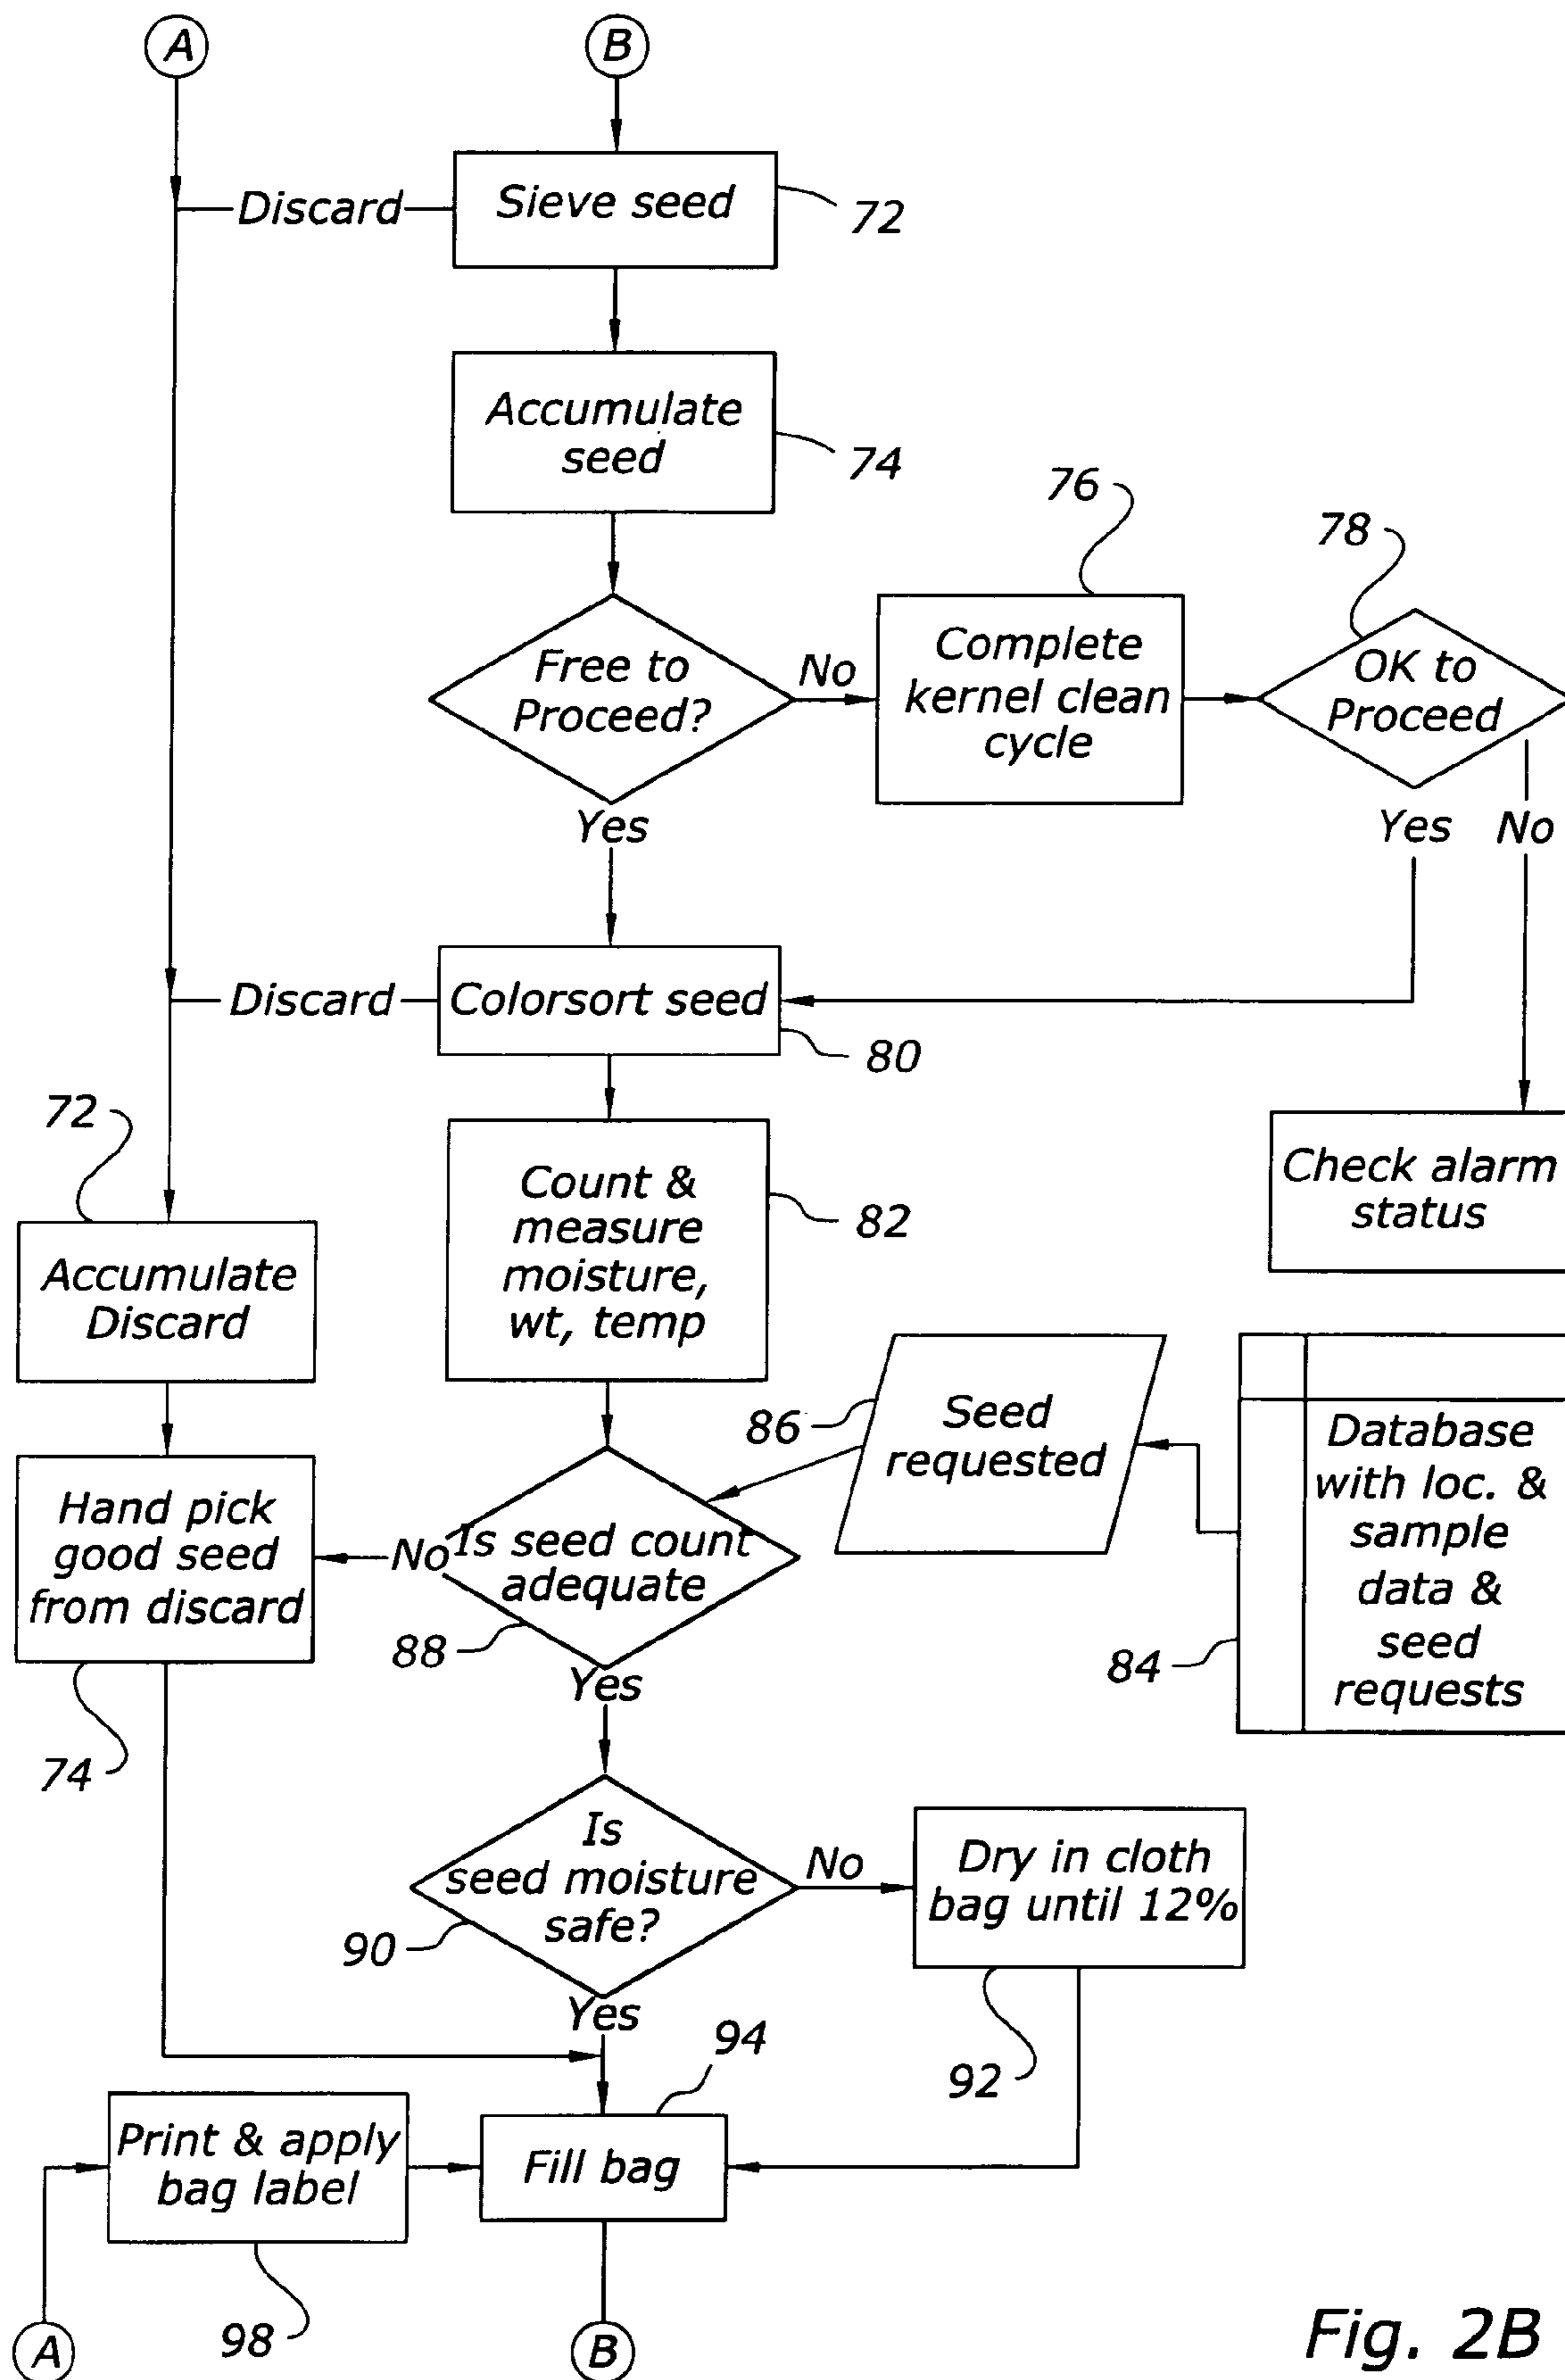 A
B
Sieve seed
Discard
72
Accumulate
seed
74
76
78
Free to
Proceed?
No
Complete
kernel clean
cycle
OK to
Proceed
Yes
Yes
No
Discard
Colorsort seed
80
72
Check alarm
status
Count &
measure
moisture,
wt, temp
82
Accumulate
Discard
86
Seed
requested
Database
with loc. &
sample
data &
seed
requests
84
Hand pick
good seed
from discard
74
No
Is seed count
adequate
88
Yes
Is
seed moisture
safe?
90
No
Dry in cloth
bag until 12%
92
Yes
94
Print & apply
bag label
98
Fill bag
A
B
Fig. 2B